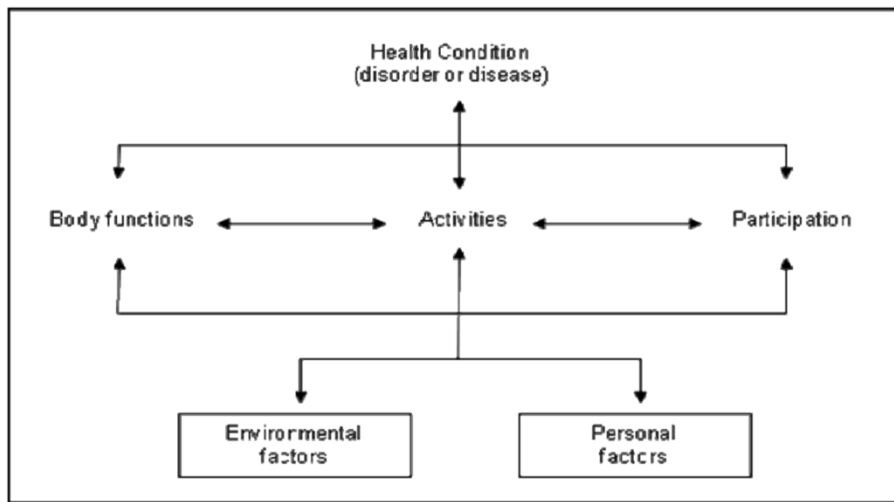 Health Condition
(disorder or disease)
Body functions
Activities
Participation
Environmental
factors
Personal
factors